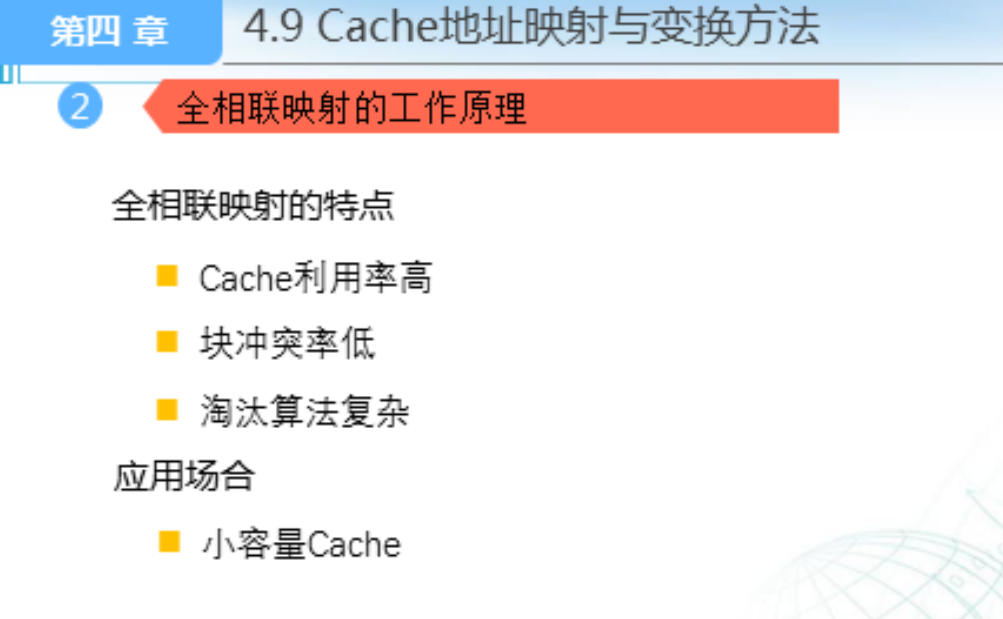 第四章
4.9 Cache地址映射与变换方法
2
全相联映射的工作原理
全相联映射的特点
Cache利用率高
块冲突率低
淘汰算法复杂
应用场合
小容量Cache